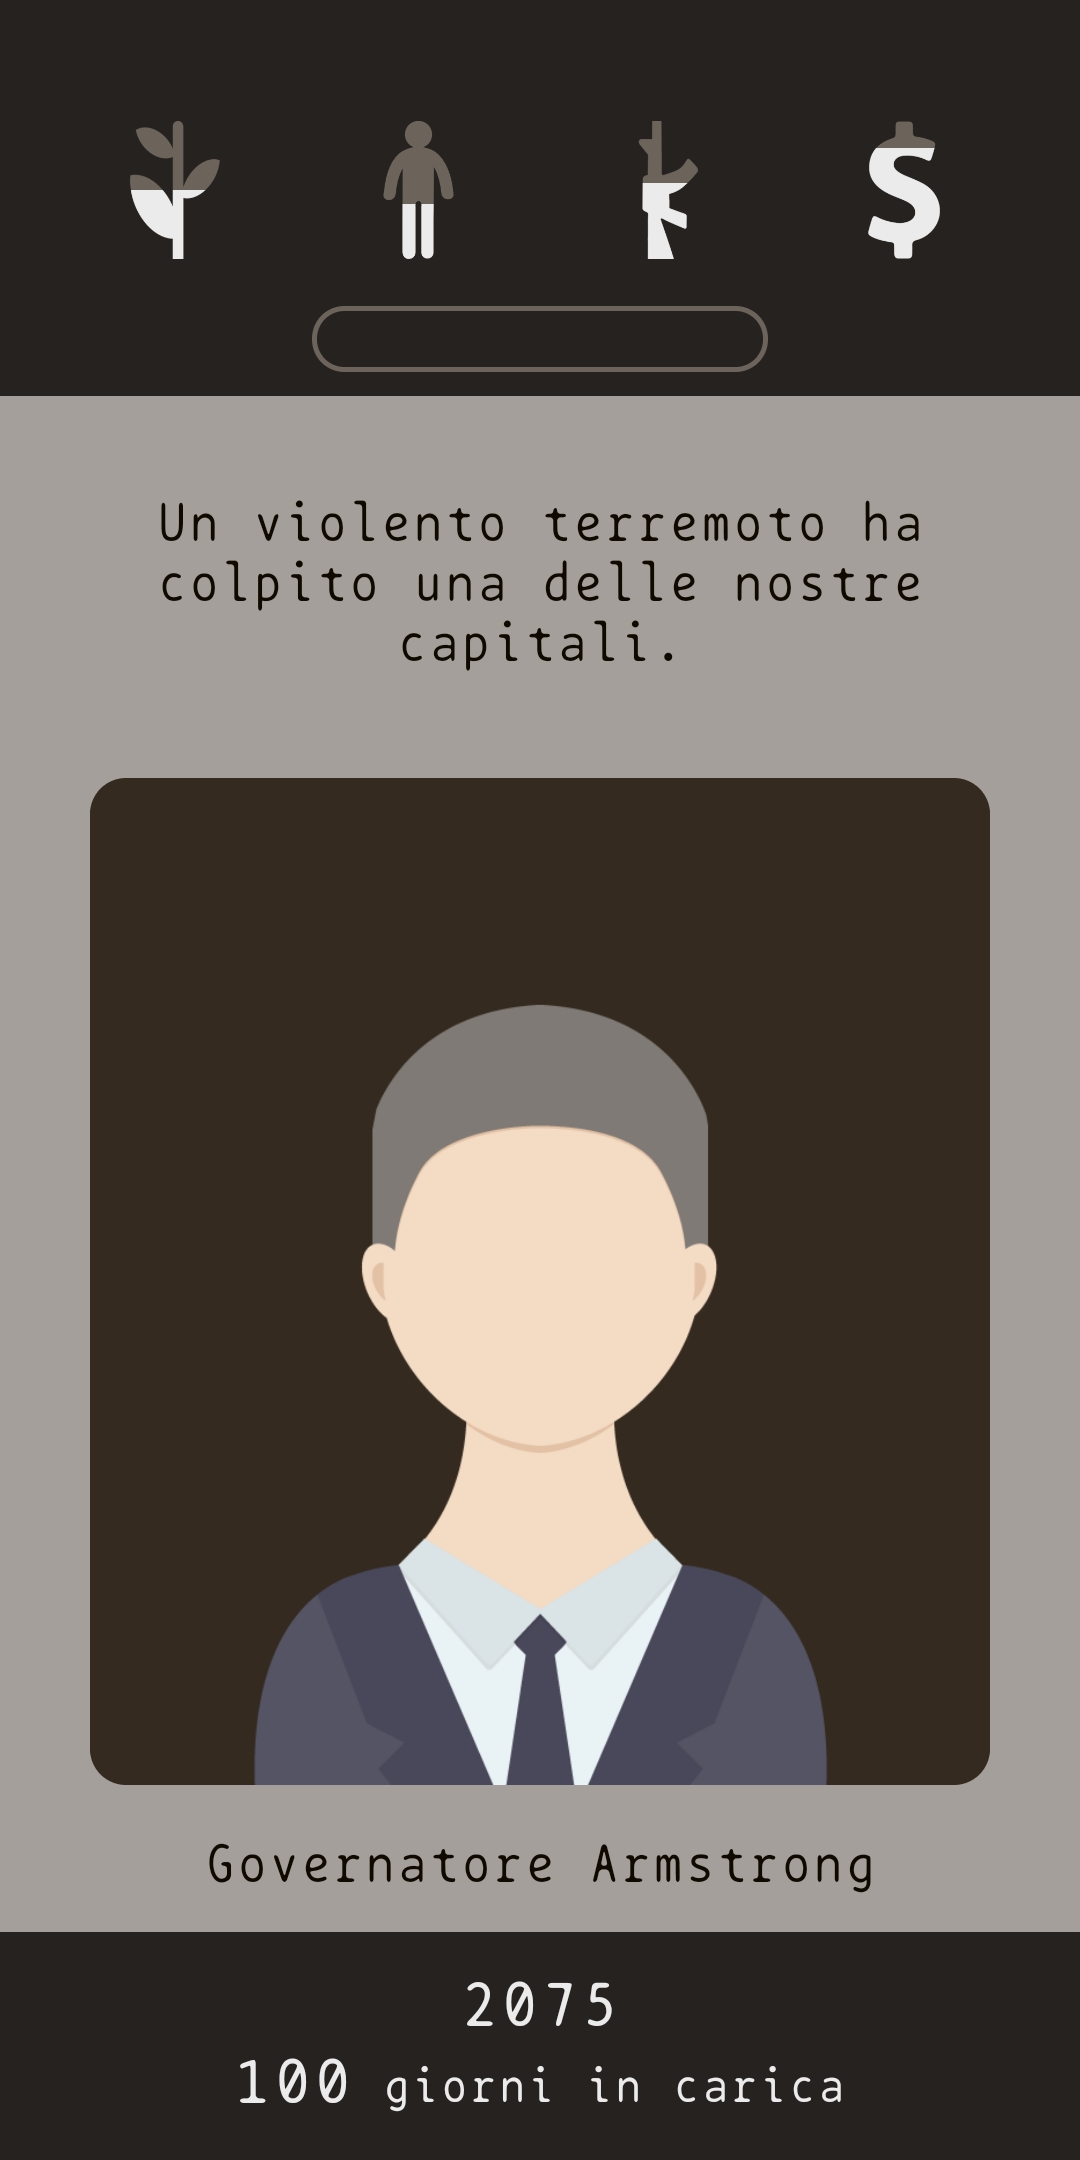 Un violento terremoto ha
colpito una delle nostre
capitali.
Governatore Armstrong
2075
100 giorni in carica